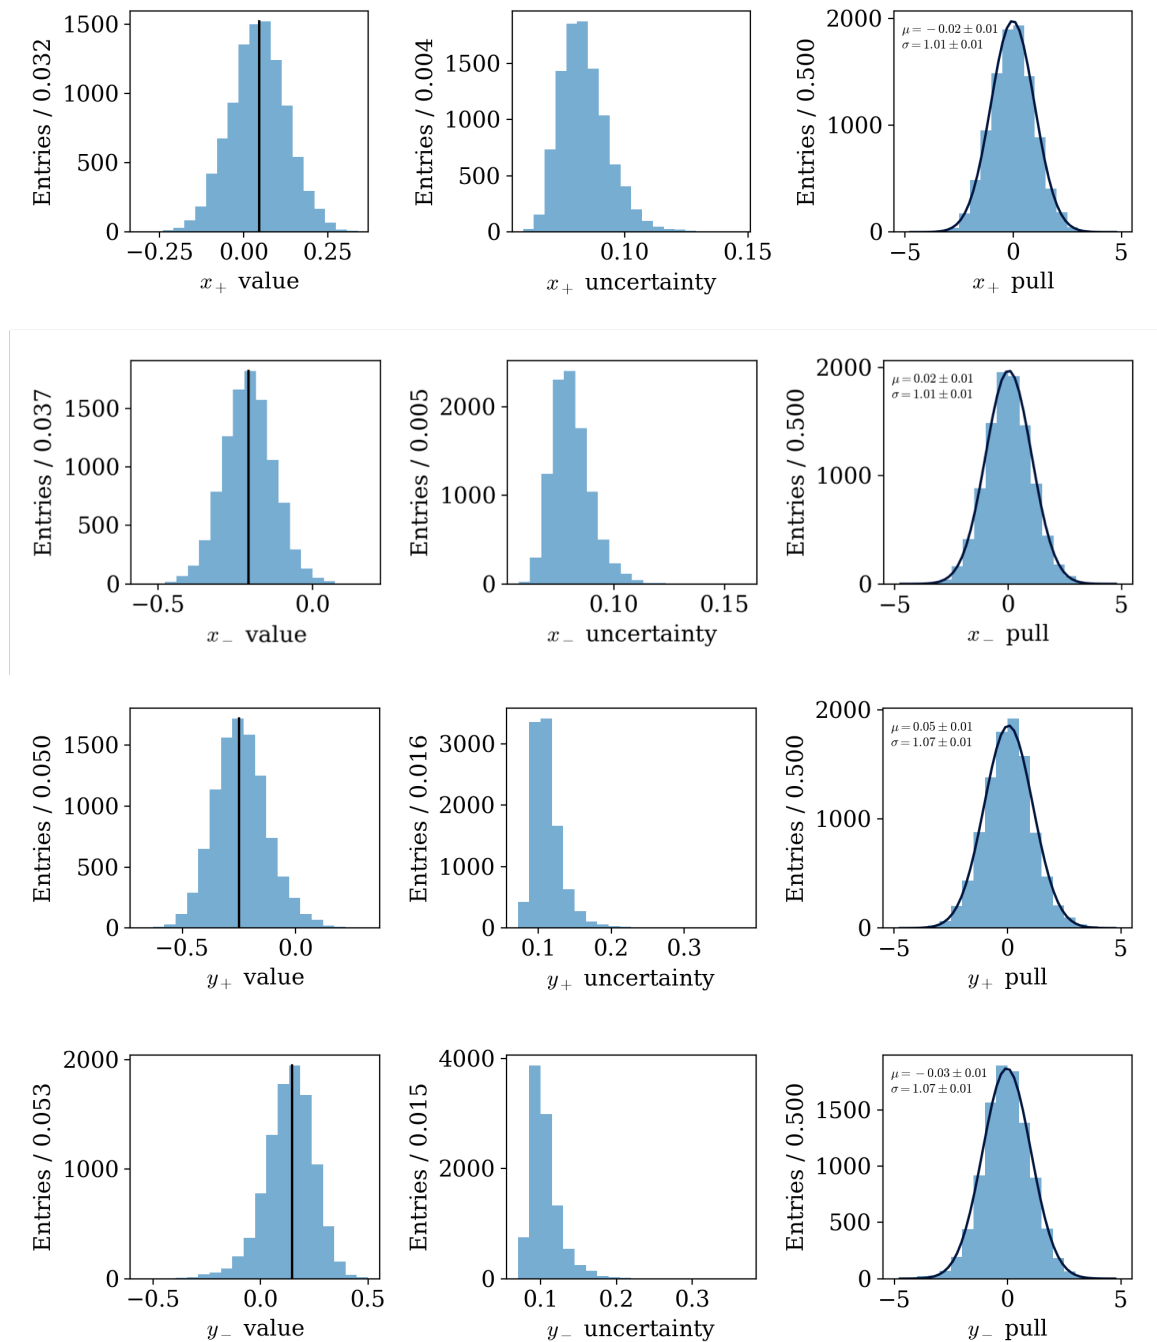 Entries / 0.032
1500
1000
500
0
−0.25 0.00 0.25
x₊ value
Entries / 0.004
1500
1000
500
0
0.10 0.15
x₊ uncertainty
Entries / 0.500
2000
1000
0
μ = −0.02 ± 0.01
σ = 1.01 ± 0.01
−5 0 5
x₊ pull
Entries / 0.037
1500
1000
500
0
−0.5 0.0
x₋ value
Entries / 0.005
2000
1000
0
0.10 0.15
x₋ uncertainty
Entries / 0.500
2000
1000
0
μ = 0.02 ± 0.01
σ = 1.01 ± 0.01
−5 0 5
x₋ pull
Entries / 0.050
1500
1000
500
0
−0.5 0.0
y₊ value
Entries / 0.016
3000
2000
1000
0
0.1 0.2 0.3
y₊ uncertainty
Entries / 0.500
2000
1000
0
μ = 0.05 ± 0.01
σ = 1.07 ± 0.01
−5 0 5
y₊ pull
Entries / 0.053
2000
1000
0
−0.5 0.0 0.5
y₋ value
Entries / 0.015
4000
2000
0
0.1 0.2 0.3
y₋ uncertainty
Entries / 0.500
1500
1000
500
0
μ = −0.03 ± 0.01
σ = 1.07 ± 0.01
−5 0 5
y₋ pull